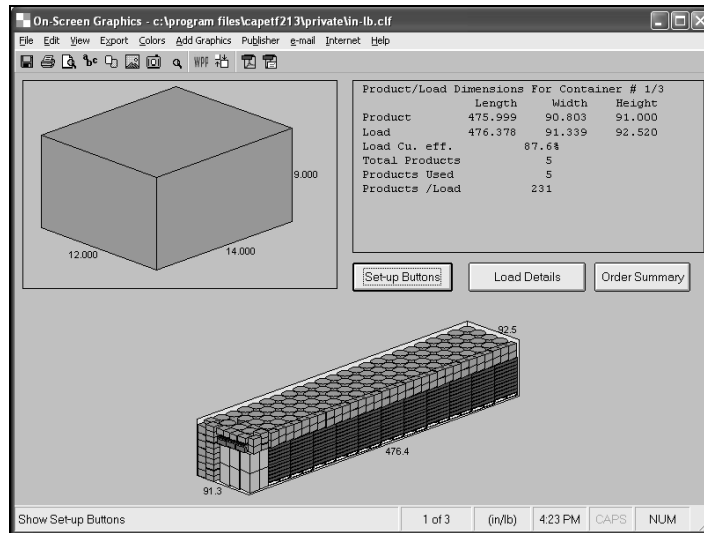 On-Screen Graphics - c:\program files\capetf213\private\in-lb.clf
File Edit View Export Colors Add Graphics Publisher e-mail Internet Help
abc WPP
9.000
12.000
14.000
Product/Load Dimensions For Container # 1/3
Length Width Height
Product 475.999 90.803 91.000
Load 476.378 91.339 92.520
Load Cu. eff. 87.6%
Total Products 5
Products Used 5
Products /Load 231
Set-up Buttons Load Details Order Summary
92.5
476.4
91.3
Show Set-up Buttons 1 of 3 (in/lb) 4:23 PM CAPS NUM